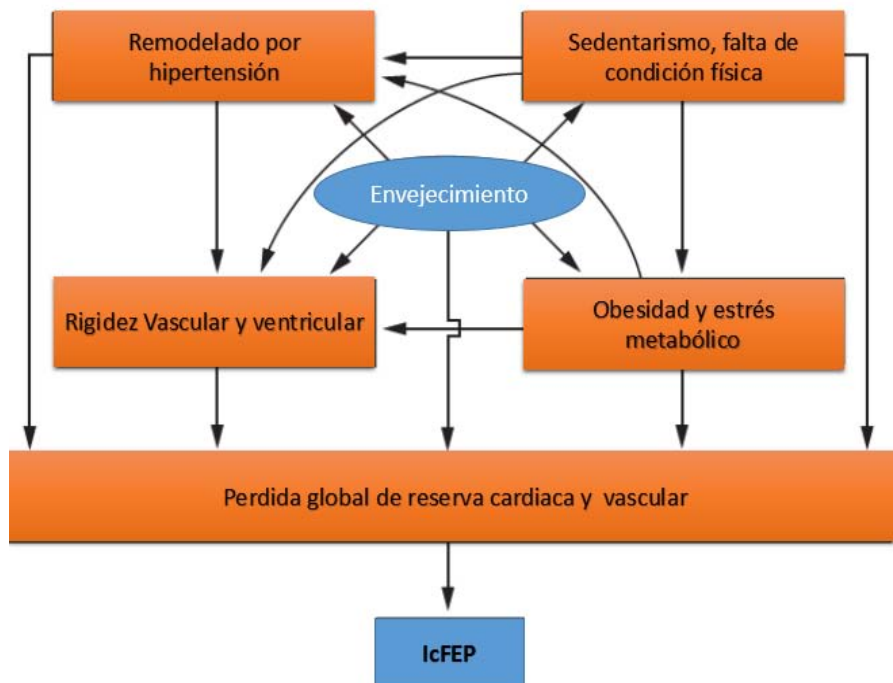 Remodelado por
hipertensión
Sedentarismo, falta de
condición física
Envejecimiento
Rigidez Vascular y ventricular
Obesidad y estrés
metabólico
Perdida global de reserva cardiaca y vascular
IcFEP